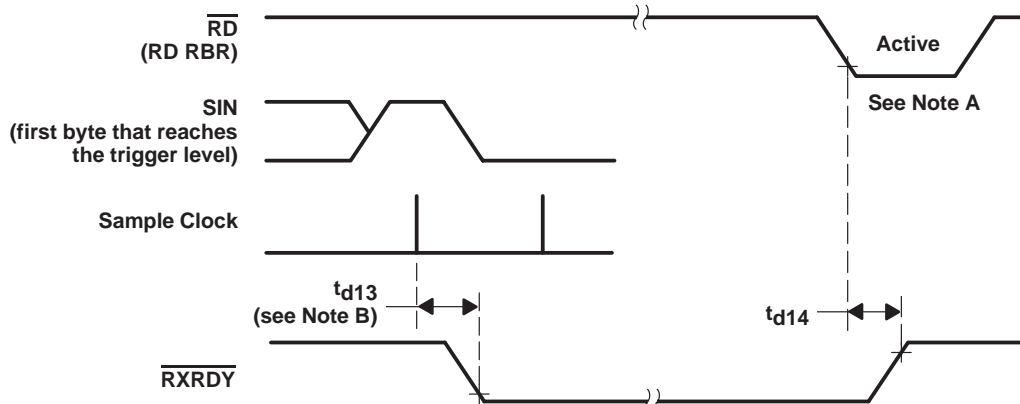 RD
(RD RBR)
Active
See Note A
SIN
(first byte that reaches
the trigger level)
Sample Clock
td13
(see Note B)
td14
RXRDY